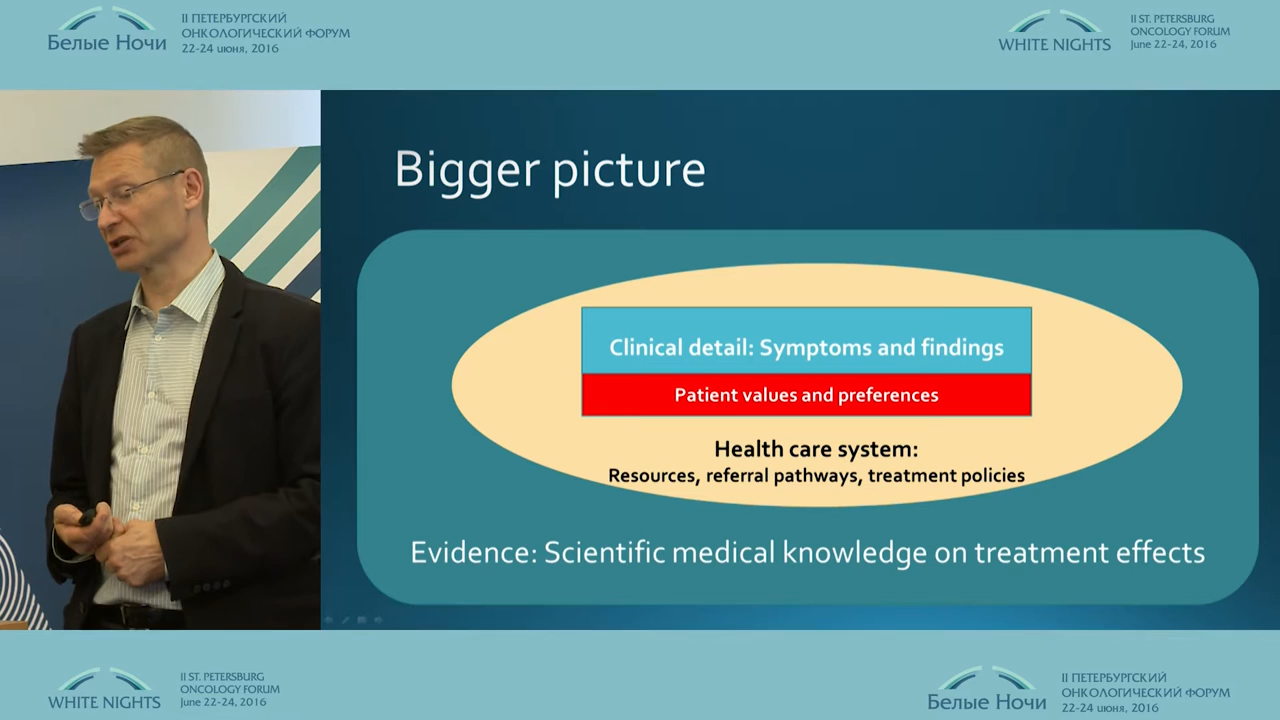 Белые Ночи
II ПЕТЕРБУРГСКИЙ
ОНКОЛОГИЧЕСКИЙ ФОРУМ
22-24 июня, 2016
WHITE NIGHTS
II ST. PETERSBURG
ONCOLOGY FORUM
June 22-24, 2016
Bigger picture
Clinical detail: Symptoms and findings
Patient values and preferences
Health care system:
Resources, referral pathways, treatment policies
Evidence: Scientific medical knowledge on treatment effects
WHITE NIGHTS
II ST. PETERSBURG
ONCOLOGY FORUM
June 22-24, 2016
Белые Ночи
II ПЕТЕРБУРГСКИЙ
ОНКОЛОГИЧЕСКИЙ ФОРУМ
22-24 июня, 2016